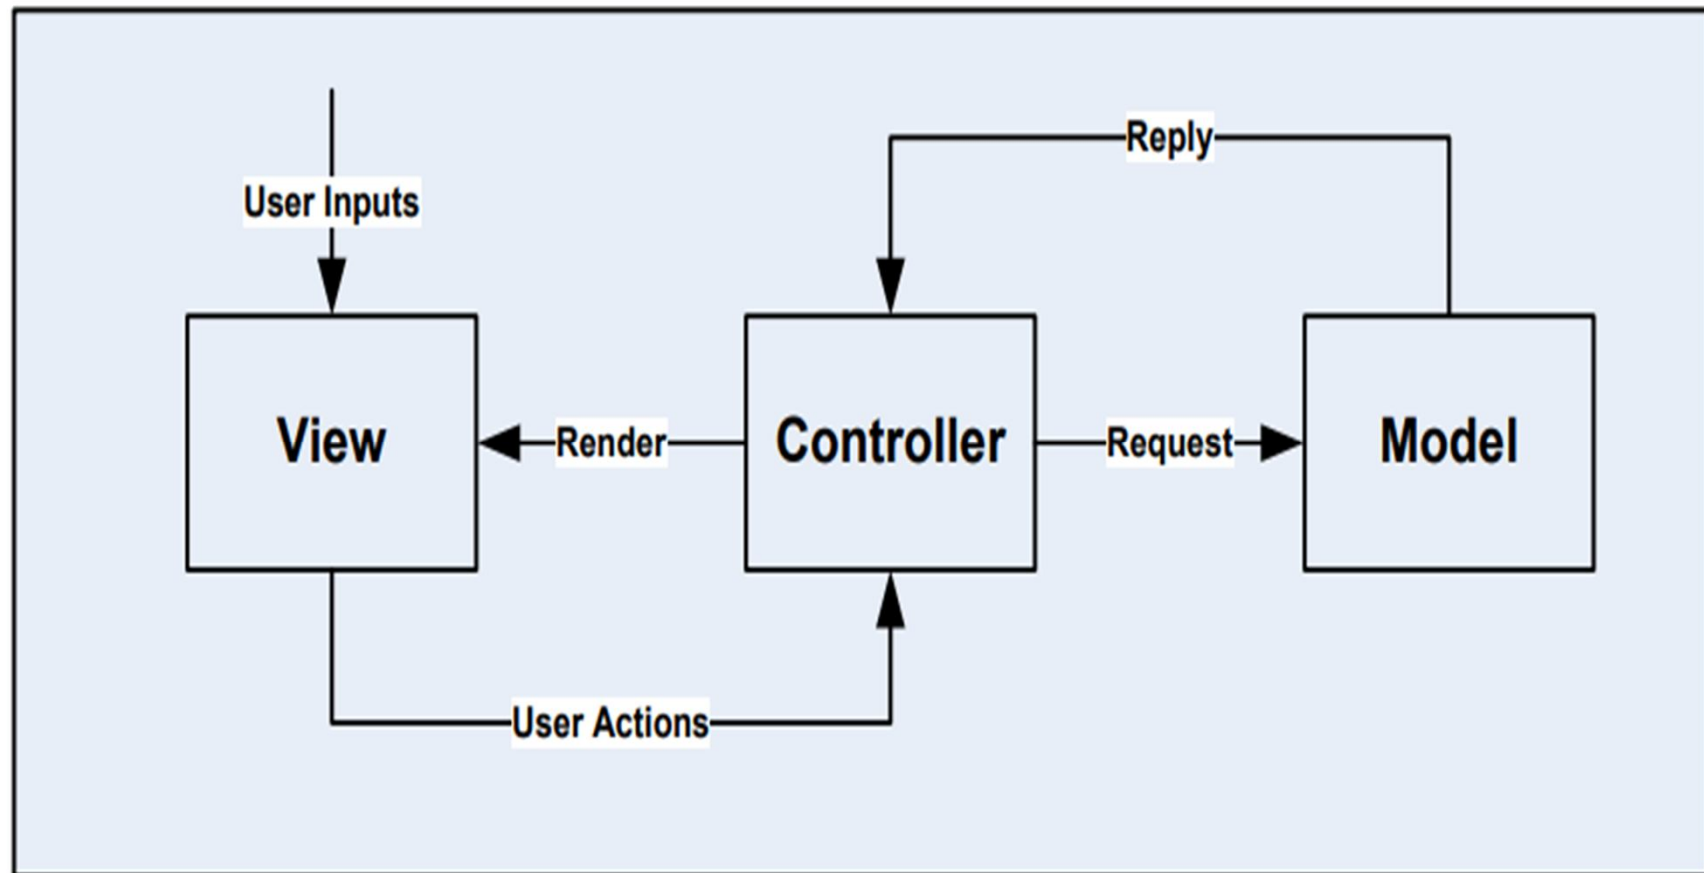 Reply
User Inputs
View
Render
Controller
Request
Model
User Actions